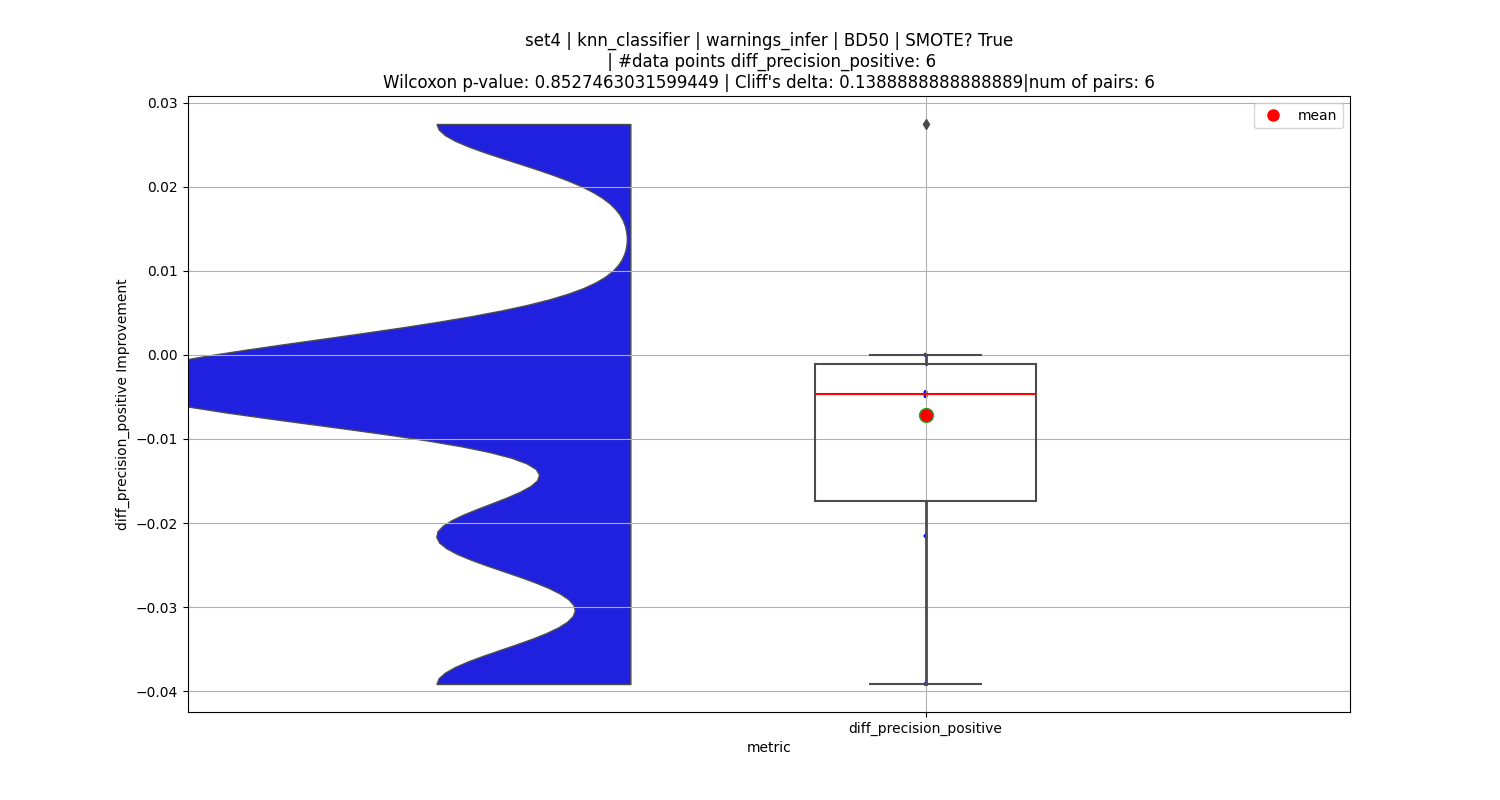 set4 | knn_classifier | warnings_infer | BD50 | SMOTE? True
| #data points diff_precision_positive: 6
Wilcoxon p-value: 0.8527463031599449 | Cliff's delta: 0.1388888888888889|num of pairs: 6
mean
0.03
0.02
0.01
0.00
−0.01
−0.02
−0.03
−0.04
diff_precision_positive Improvement
diff_precision_positive
metric